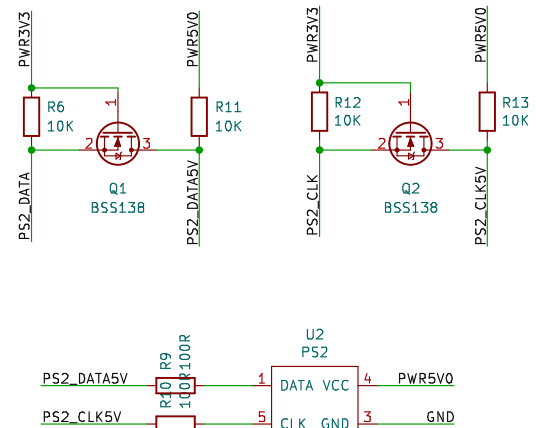 PWR3V3
PWR5V0
R6
10K
1
R11
10K
2
3
PS2_DATA
PS2_DATA5V
Q1
BSS138
PWR3V3
PWR5V0
R12
10K
1
R13
10K
2
3
PS2_CLK
PS2_CLK5V
Q2
BSS138
U2
PS2
R9
100R
PS2_DATA5V
1
DATA
VCC
4
PWR5V0
R10
100R
PS2_CLK5V
5
CLK
GND
3
GND